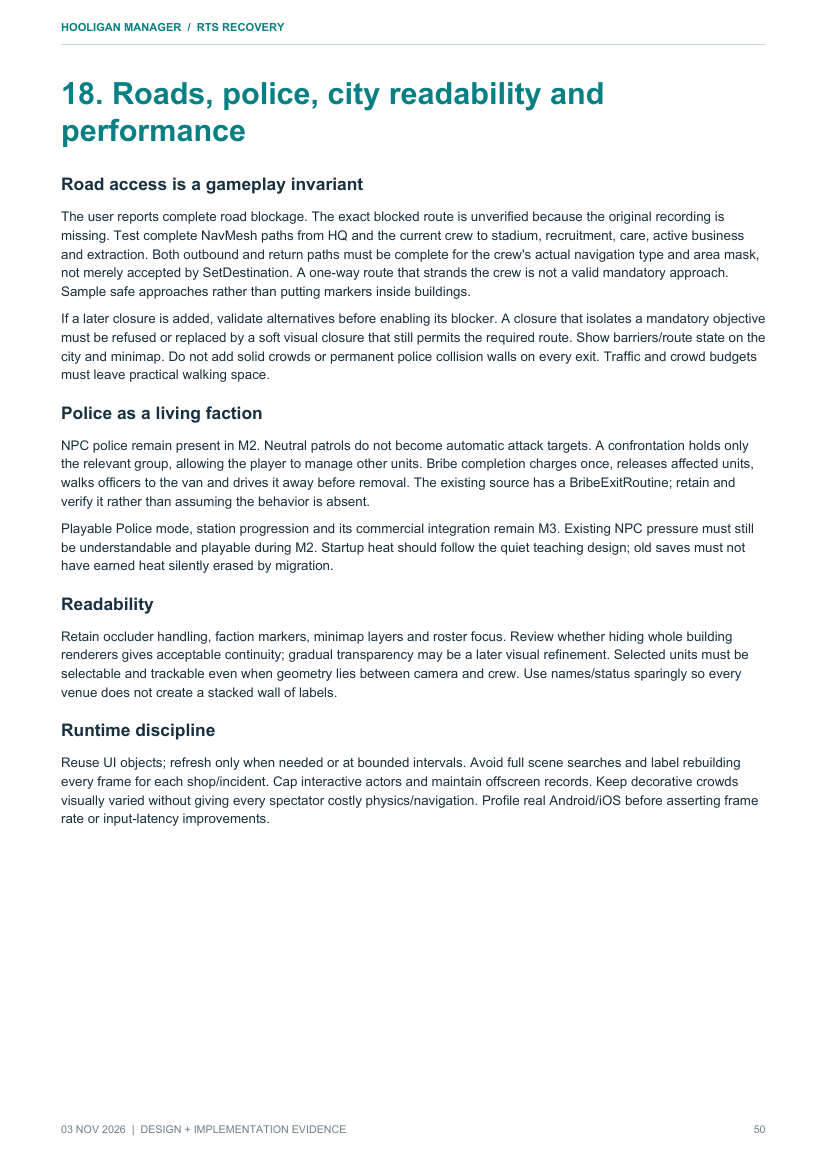 HOOLIGAN MANAGER / RTS RECOVERY
18. Roads, police, city readability and
performance
Road access is a gameplay invariant
The user reports complete road blockage. The exact blocked route is unverified because the original recording is
missing. Test complete NavMesh paths from HQ and the current crew to stadium, recruitment, care, active business
and extraction. Both outbound and return paths must be complete for the crew's actual navigation type and area mask,
not merely accepted by SetDestination. A one-way route that strands the crew is not a valid mandatory approach.
Sample safe approaches rather than putting markers inside buildings.
If a later closure is added, validate alternatives before enabling its blocker. A closure that isolates a mandatory objective
must be refused or replaced by a soft visual closure that still permits the required route. Show barriers/route state on the
city and minimap. Do not add solid crowds or permanent police collision walls on every exit. Traffic and crowd budgets
must leave practical walking space.
Police as a living faction
NPC police remain present in M2. Neutral patrols do not become automatic attack targets. A confrontation holds only
the relevant group, allowing the player to manage other units. Bribe completion charges once, releases affected units,
walks officers to the van and drives it away before removal. The existing source has a BribeExitRoutine; retain and
verify it rather than assuming the behavior is absent.
Playable Police mode, station progression and its commercial integration remain M3. Existing NPC pressure must still
be understandable and playable during M2. Startup heat should follow the quiet teaching design; old saves must not
have earned heat silently erased by migration.
Readability
Retain occluder handling, faction markers, minimap layers and roster focus. Review whether hiding whole building
renderers gives acceptable continuity; gradual transparency may be a later visual refinement. Selected units must be
selectable and trackable even when geometry lies between camera and crew. Use names/status sparingly so every
venue does not create a stacked wall of labels.
Runtime discipline
Reuse UI objects; refresh only when needed or at bounded intervals. Avoid full scene searches and label rebuilding
every frame for each shop/incident. Cap interactive actors and maintain offscreen records. Keep decorative crowds
visually varied without giving every spectator costly physics/navigation. Profile real Android/iOS before asserting frame
rate or input-latency improvements.
03 NOV 2026 | DESIGN + IMPLEMENTATION EVIDENCE
50